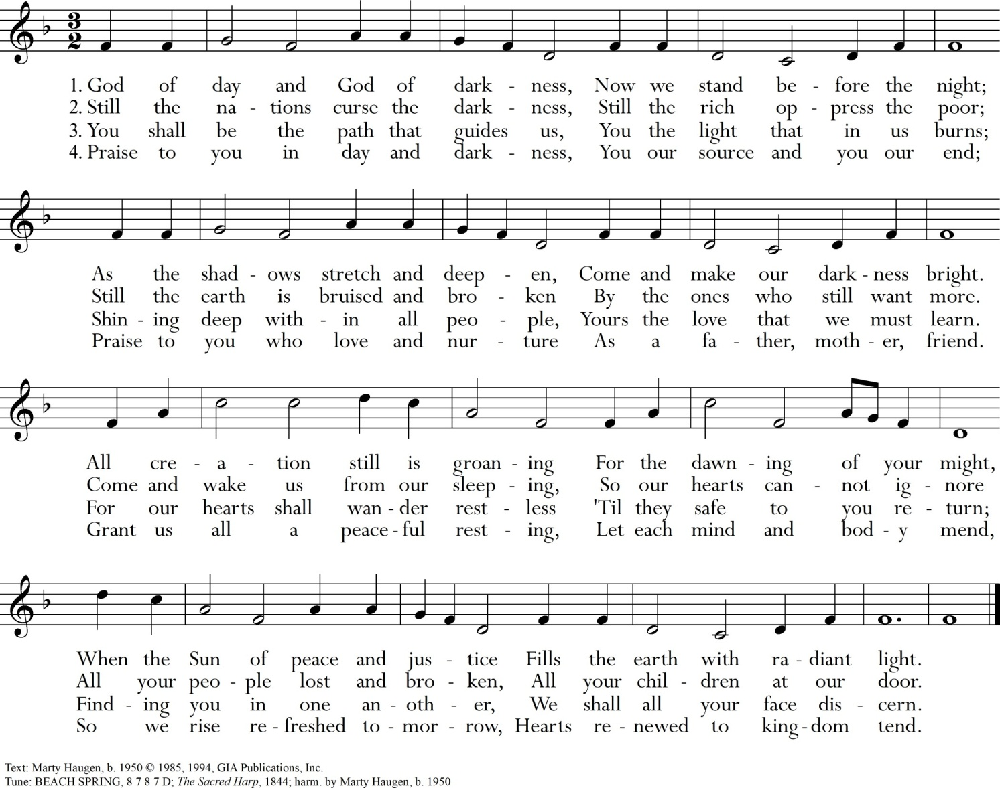 3
2
1. God of day and God of dark - ness, Now we stand be - fore the night;
2. Still the na - tions curse the dark - ness, Still the rich op - press the poor;
3. You shall be the path that guides us, You the light that in us burns;
4. Praise to you in day and dark - ness, You our source and you our end;
As the shad - ows stretch and deep - en, Come and make our dark - ness bright.
Still the earth is bruised and bro - ken By the ones who still want more.
Shin - ing deep with - in all peo - ple, Yours the love that we must learn.
Praise to you who love and nur - ture As a fa - ther, moth - er, friend.
All cre - a - tion still is groan - ing For the dawn - ing of your might,
Come and wake us from our sleep - ing, So our hearts can - not ig - nore
For our hearts shall wan - der rest - less 'Til they safe to you re - turn;
Grant us all a peace - ful rest - ing, Let each mind and bod - y mend,
When the Sun of peace and jus - tice Fills the earth with ra - diant light.
All your peo - ple lost and bro - ken, All your chil - dren at our door.
Find - ing you in one an - oth - er, We shall all your face dis - cern.
So we rise re - freshed to - mor - row, Hearts re - newed to king - dom tend.
Text: Marty Haugen, b. 1950 © 1985, 1994, GIA Publications, Inc.
Tune: BEACH SPRING, 8 7 8 7 D; The Sacred Harp, 1844; harm. by Marty Haugen, b. 1950